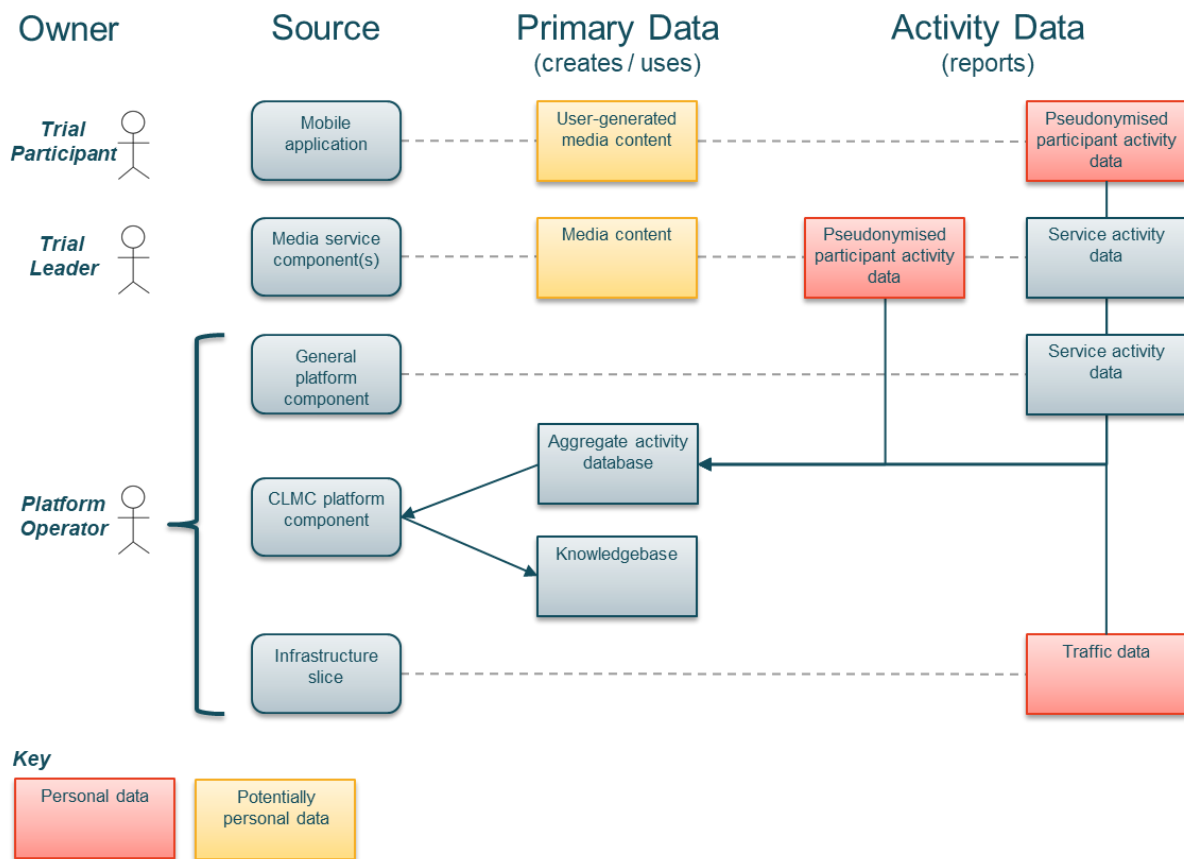 Owner
Source
Primary Data
(creates / uses)
Activity Data
(reports)
Trial
Participant
Mobile
application
User-generated
media content
Pseudonymised
participant activity
data
Trial
Leader
Media service
component(s)
Media content
Pseudonymised
participant activity
data
Service activity
data
General
platform
component
Service activity
data
Platform
Operator
CLMC platform
component
Aggregate activity
database
Knowledgebase
Infrastructure
slice
Traffic data
Key
Personal data
Potentially
personal data